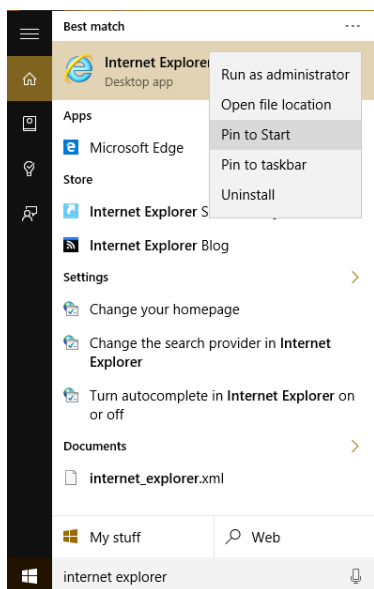 Best match
Internet Explorer
Desktop app
Run as administrator
Open file location
Pin to Start
Pin to taskbar
Uninstall
Apps
Microsoft Edge
Store
Internet Explorer S
Internet Explorer Blog
Settings
Change your homepage
Change the search provider in Internet
Explorer
Turn autocomplete in Internet Explorer on
or off
Documents
internet_explorer.xml
My stuff
Web
internet explorer